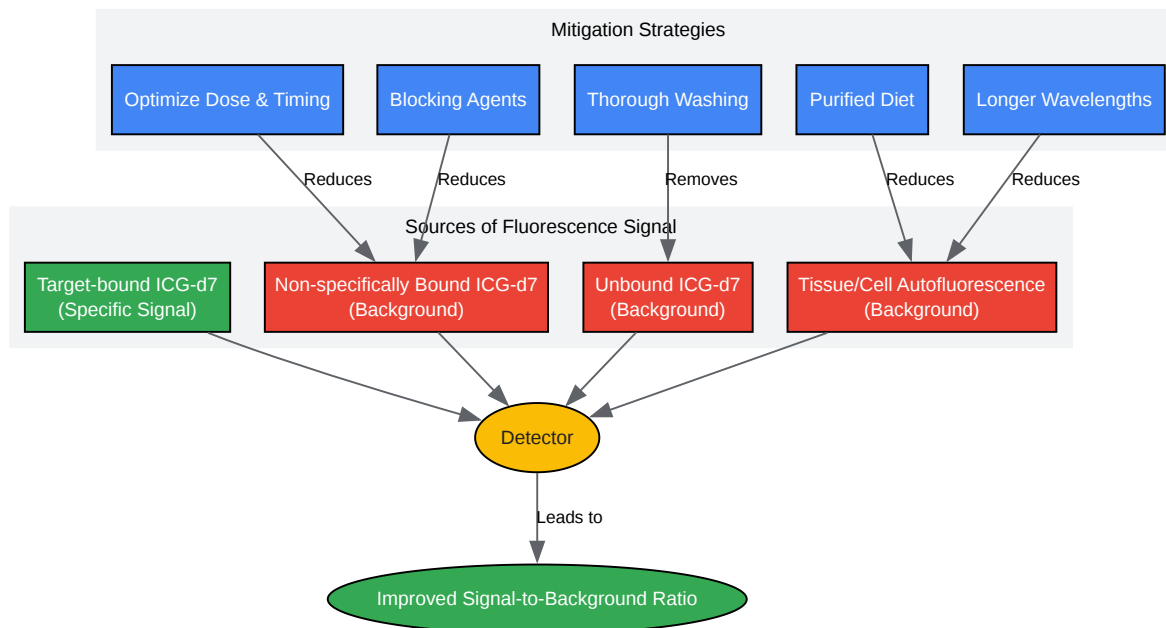 Mitigation Strategies
Optimize Dose & Timing
Blocking Agents
Thorough Washing
Purified Diet
Longer Wavelengths
Reduces
Reduces
Removes
Reduces
Reduces
Sources of Fluorescence Signal
Target-bound ICG-d7
(Specific Signal)
Non-specifically Bound ICG-d7
(Background)
Unbound ICG-d7
(Background)
Tissue/Cell Autofluorescence
(Background)
Detector
Leads to
Improved Signal-to-Background Ratio